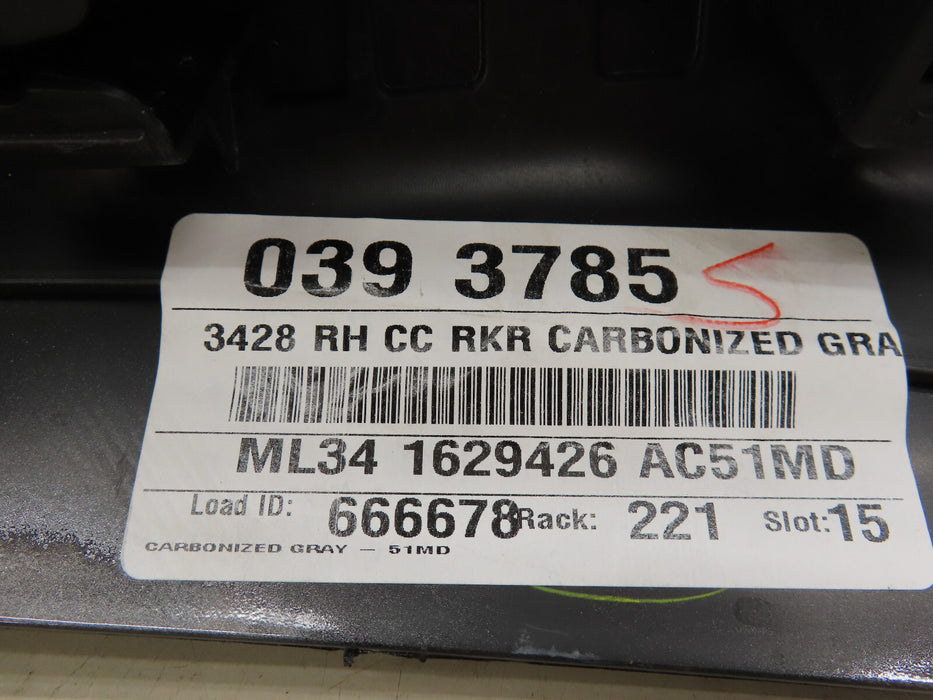 039 3785
3428 RH CC RKR CARBONIZED GRA
ML34 1629426 AC51MD
Load ID: 666678 Rack: 221 Slot: 15
CARBONIZED GRAY – 51MD